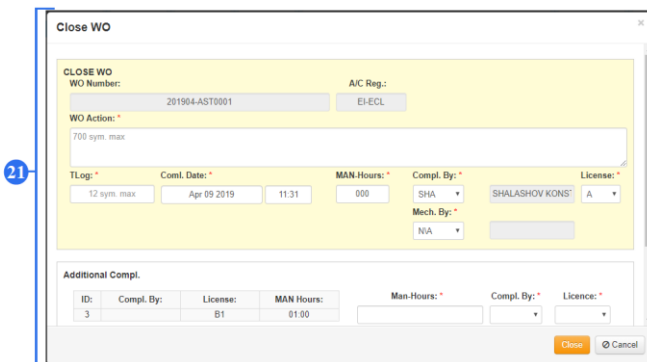 Close WO ×
CLOSE WO
WO Number: A/C Reg.:
201904-AST0001 EI-ECL
WO Action: *
700 sym. max
21
TLog: * Coml. Date: * MAN-Hours: * Compl. By: * License: *
12 sym. max Apr 09 2019 11:31 000 SHA SHALASHOV KONST A
Mech. By: *
N\A
Additional Compl.
ID: Compl. By: License: MAN Hours: Man-Hours: * Compl. By: * Licence: *
3 B1 01:00
Close Cancel